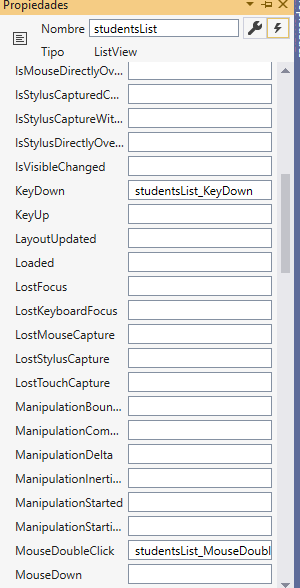 Propiedades
Nombre studentsList
Tipo ListView
IsMouseDirectlyOv...
IsStylusCapturedC...
IsStylusCaptureWit...
IsStylusDirectlyOve...
IsVisibleChanged
KeyDown studentsList_KeyDown
KeyUp
LayoutUpdated
Loaded
LostFocus
LostKeyboardFocus
LostMouseCapture
LostStylusCapture
LostTouchCapture
ManipulationBoun...
ManipulationCom...
ManipulationDelta
ManipulationInerti...
ManipulationStarted
ManipulationStarti...
MouseDoubleClick studentsList_MouseDoubl
MouseDown